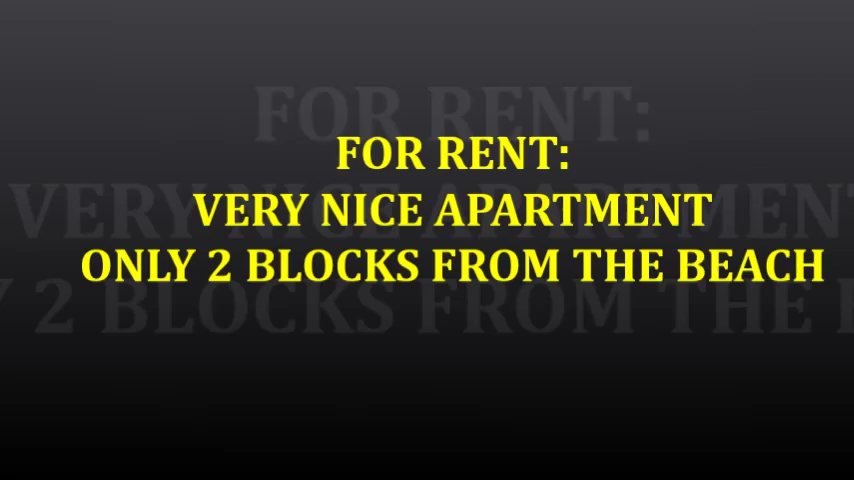 FOR RENT:
VERY NICE APARTMENT
ONLY 2 BLOCKS FROM THE BEACH